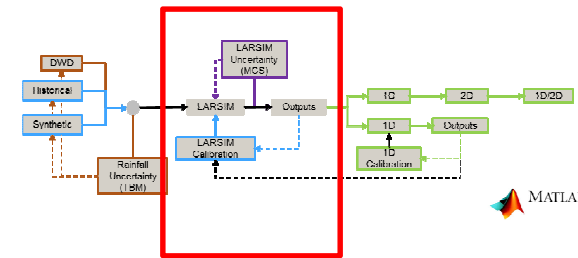 DWD
Historical
Synthetic
Rainfall
Uncertainty
(TBM)
LARSIM
Uncertainty
(MCS)
LARSIM
Outputs
LARSIM
Calibration
1D
2D
1D/2D
1D
Outputs
1D
Calibration
MATLA